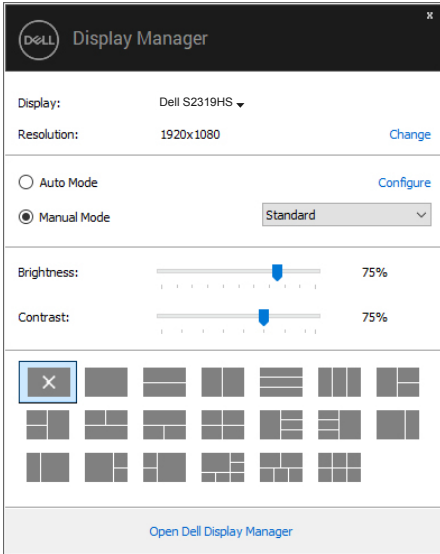 x
DELL Display Manager
Display: Dell S2319HS
Resolution: 1920x1080 Change
Auto Mode Configure
Manual Mode Standard
Brightness: 75%
Contrast: 75%
Open Dell Display Manager